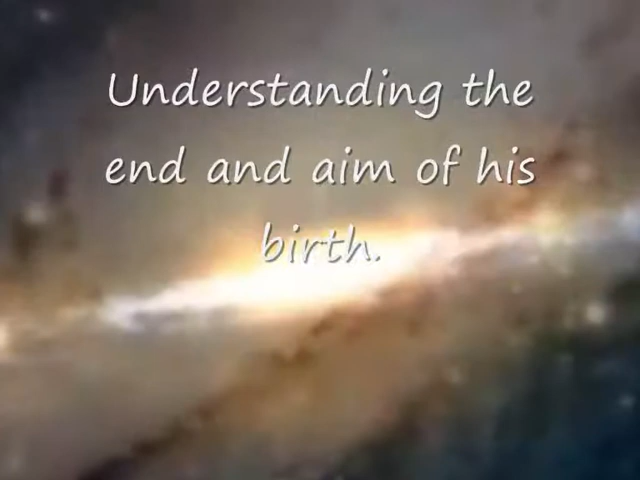 Understanding the
end and aim of his
birth.